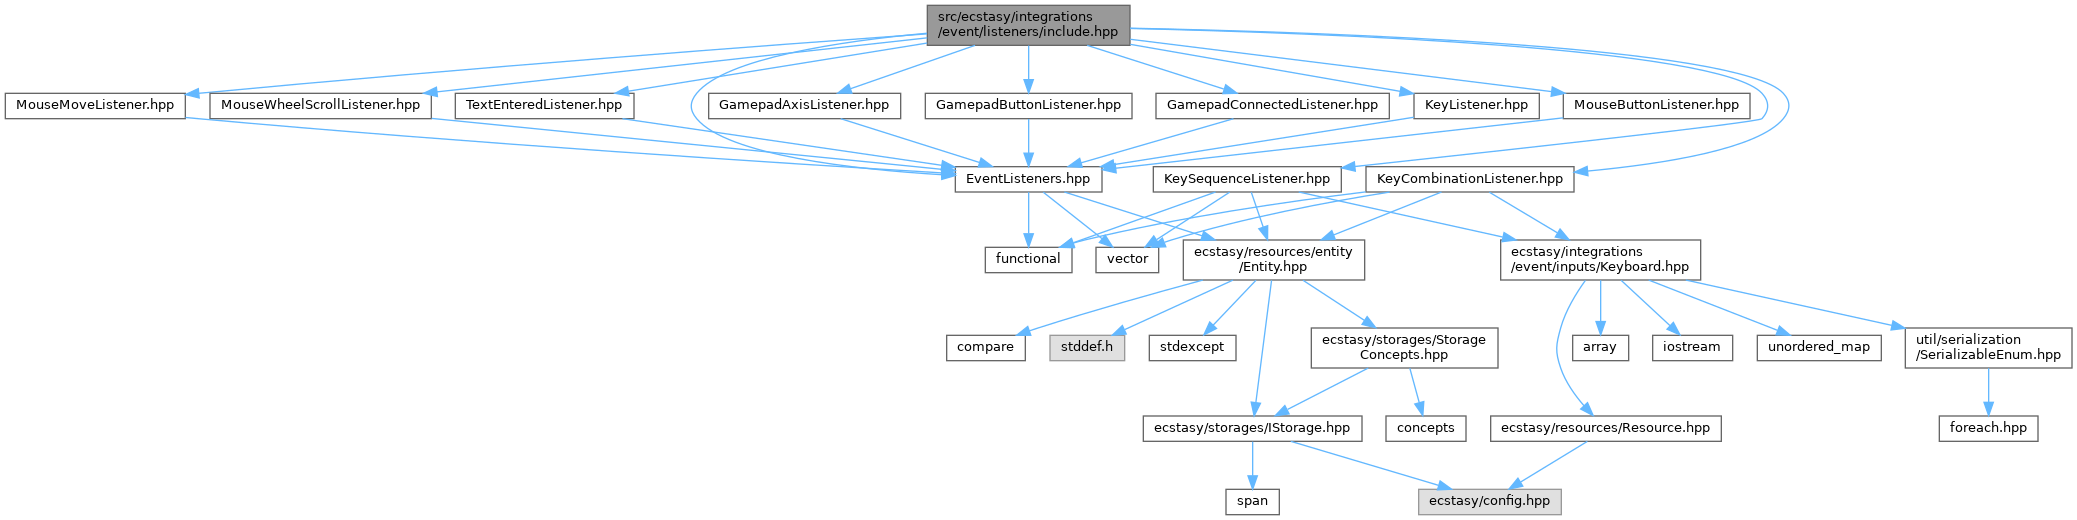 src/ecstasy/integrations
/event/listeners/include.hpp
MouseMoveListener.hpp
MouseWheelScrollListener.hpp
TextEnteredListener.hpp
GamepadAxisListener.hpp
GamepadButtonListener.hpp
GamepadConnectedListener.hpp
KeyListener.hpp
MouseButtonListener.hpp
EventListeners.hpp
KeySequenceListener.hpp
KeyCombinationListener.hpp
functional
vector
ecstasy/resources/entity
/Entity.hpp
ecstasy/integrations
/event/inputs/Keyboard.hpp
compare
stddef.h
stdexcept
ecstasy/storages/Storage
Concepts.hpp
array
iostream
unordered_map
util/serialization
/SerializableEnum.hpp
ecstasy/storages/IStorage.hpp
concepts
ecstasy/resources/Resource.hpp
foreach.hpp
span
ecstasy/config.hpp